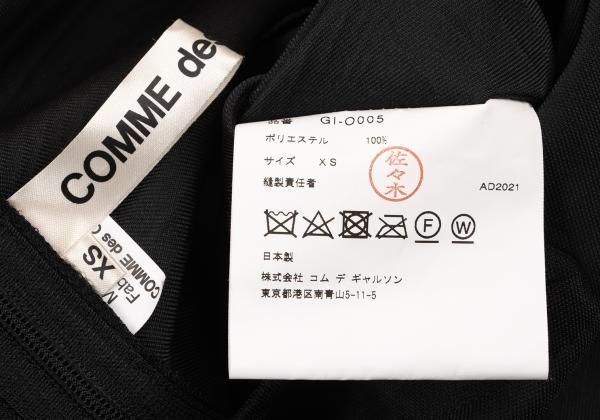 COMME de
XS
COMME des
Fab
品番 GI-O005
ポリエステル 100%
サイズ XS
縫製責任者
佐々木
AD2021
F W
日本製
株式会社 コム デ ギャルソン
東京都港区南青山5-11-5